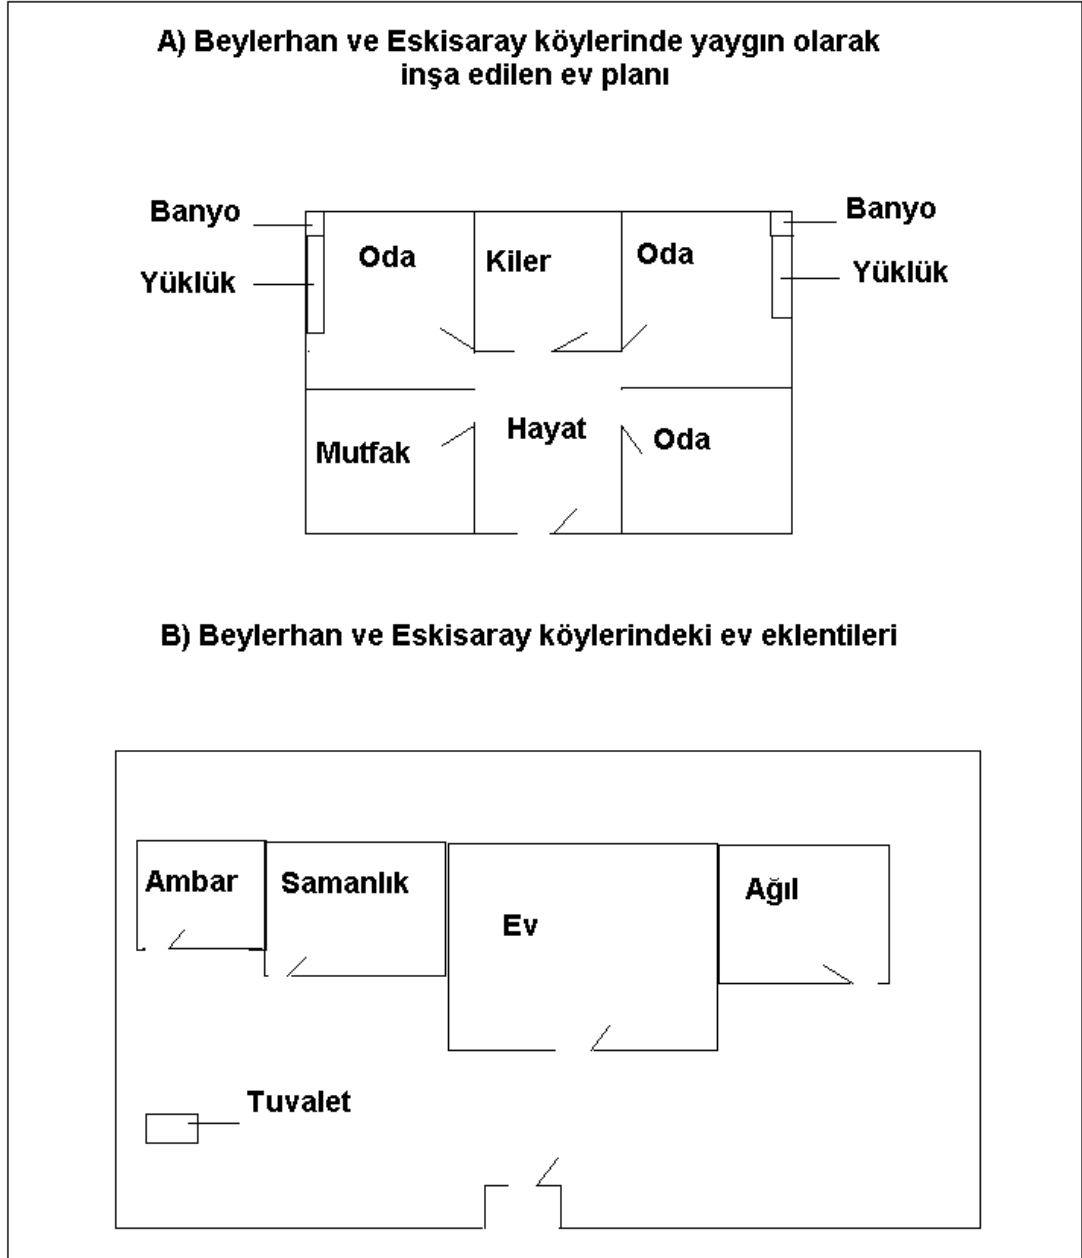 A) Beylerhan ve Eskisaray köylerinde yaygın olarak
inşa edilen ev planı
Banyo
Banyo
Oda
Kiler
Oda
Yüklük
Yüklük
Hayat
Mutfak
Oda
B) Beylerhan ve Eskisaray köylerindeki ev eklentileri
Ambar
Samanlık
Ev
Ağıl
Tuvalet